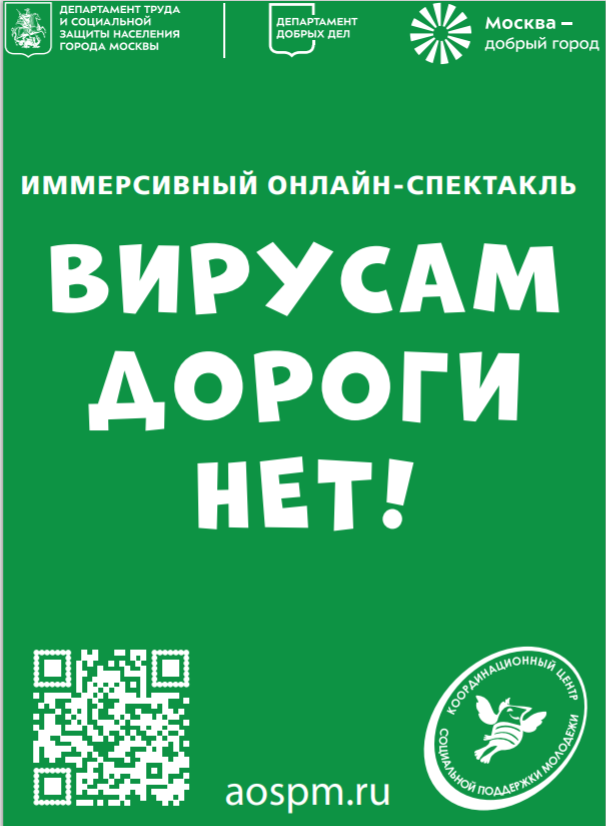 ДЕПАРТАМЕНТ ТРУДА
И СОЦИАЛЬНОЙ
ЗАЩИТЫ НАСЕЛЕНИЯ
ГОРОДА МОСКВЫ
ДЕПАРТАМЕНТ
ДОБРЫХ ДЕЛ
Москва –
добрый город
ИММЕРСИВНЫЙ ОНЛАЙН-СПЕКТАКЛЬ
ВИРУСАМ
ДОРОГИ
НЕТ!
КООРДИНАЦИОННЫЙ ЦЕНТР
СОЦИАЛЬНОЙ ПОДДЕРЖКИ МОЛОДЕЖИ
aospm.ru